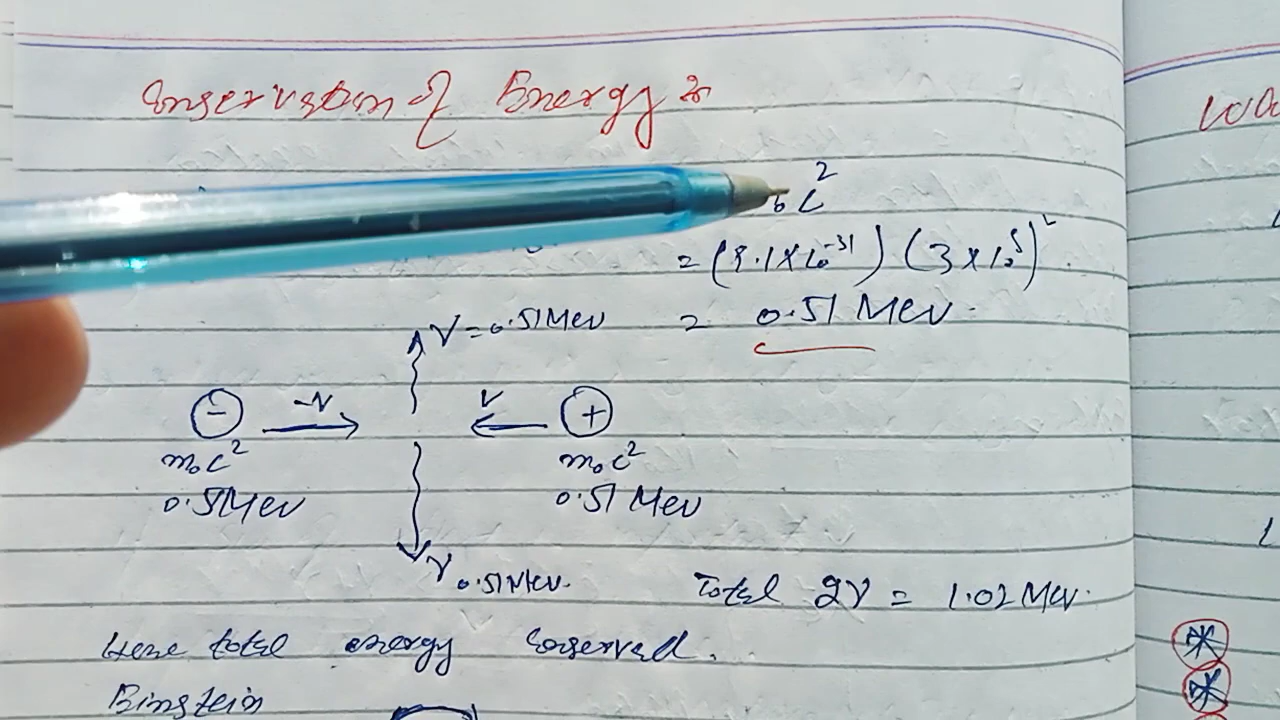 Conservation of Energy :-
₀C²
= (9.1×10⁻³¹) (3×10⁸)².
γ = 0.51 Mev = 0.51 Mev.
- -v v +
m₀c² m₀c²
0.51 Mev 0.51 Mev
γ 0.51 Mev. Total 2γ = 1.02 Mev.
Here total energy conserved.
Einstein